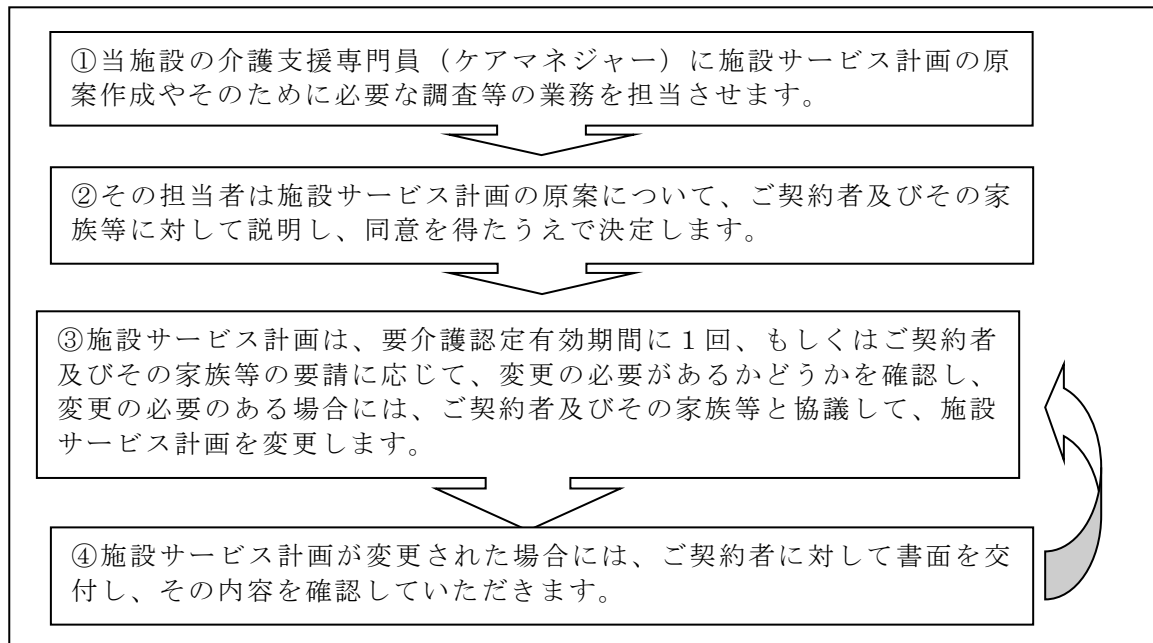 ①当施設の介護支援専門員（ケアマネジャー）に施設サービス計画の原
案作成やそのために必要な調査等の業務を担当させます。
②その担当者は施設サービス計画の原案について、ご契約者及びその家
族等に対して説明し、同意を得たうえで決定します。
③施設サービス計画は、要介護認定有効期間に１回、もしくはご契約者
及びその家族等の要請に応じて、変更の必要があるかどうかを確認し、
変更の必要のある場合には、ご契約者及びその家族等と協議して、施設
サービス計画を変更します。
④施設サービス計画が変更された場合には、ご契約者に対して書面を交
付し、その内容を確認していただきます。